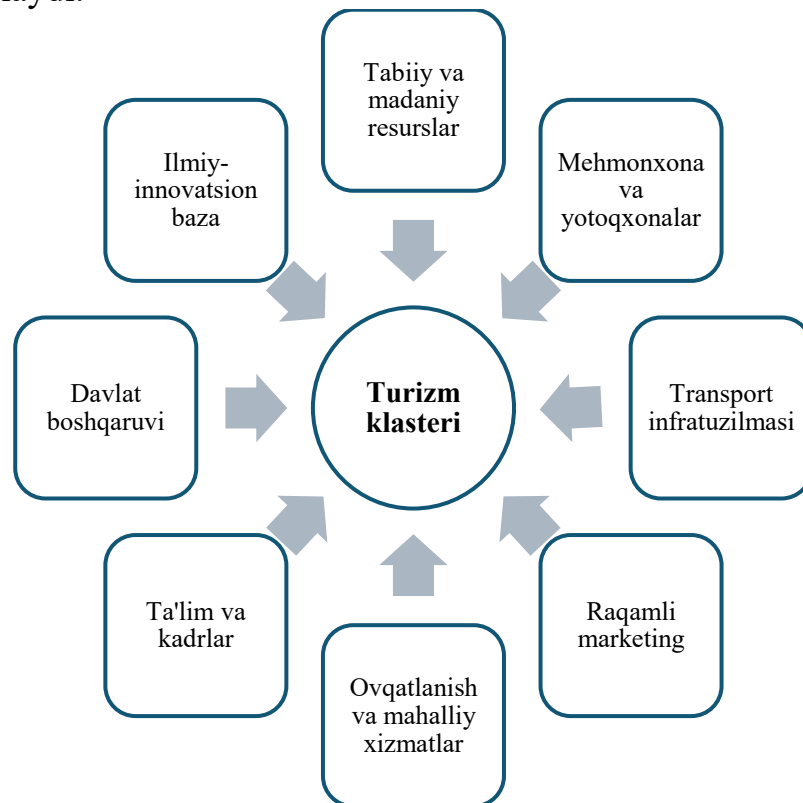 Tabiiy va
madaniy
resurslar
Mehmonxona
va
yotoqxonalar
Transport
infratuzilmasi
Raqamli
marketing
Ovqatlanish
va mahalliy
xizmatlar
Ta'lim va
kadrlar
Davlat
boshqaruvi
Ilmiy-
innovatsion
baza
Turizm
klasteri